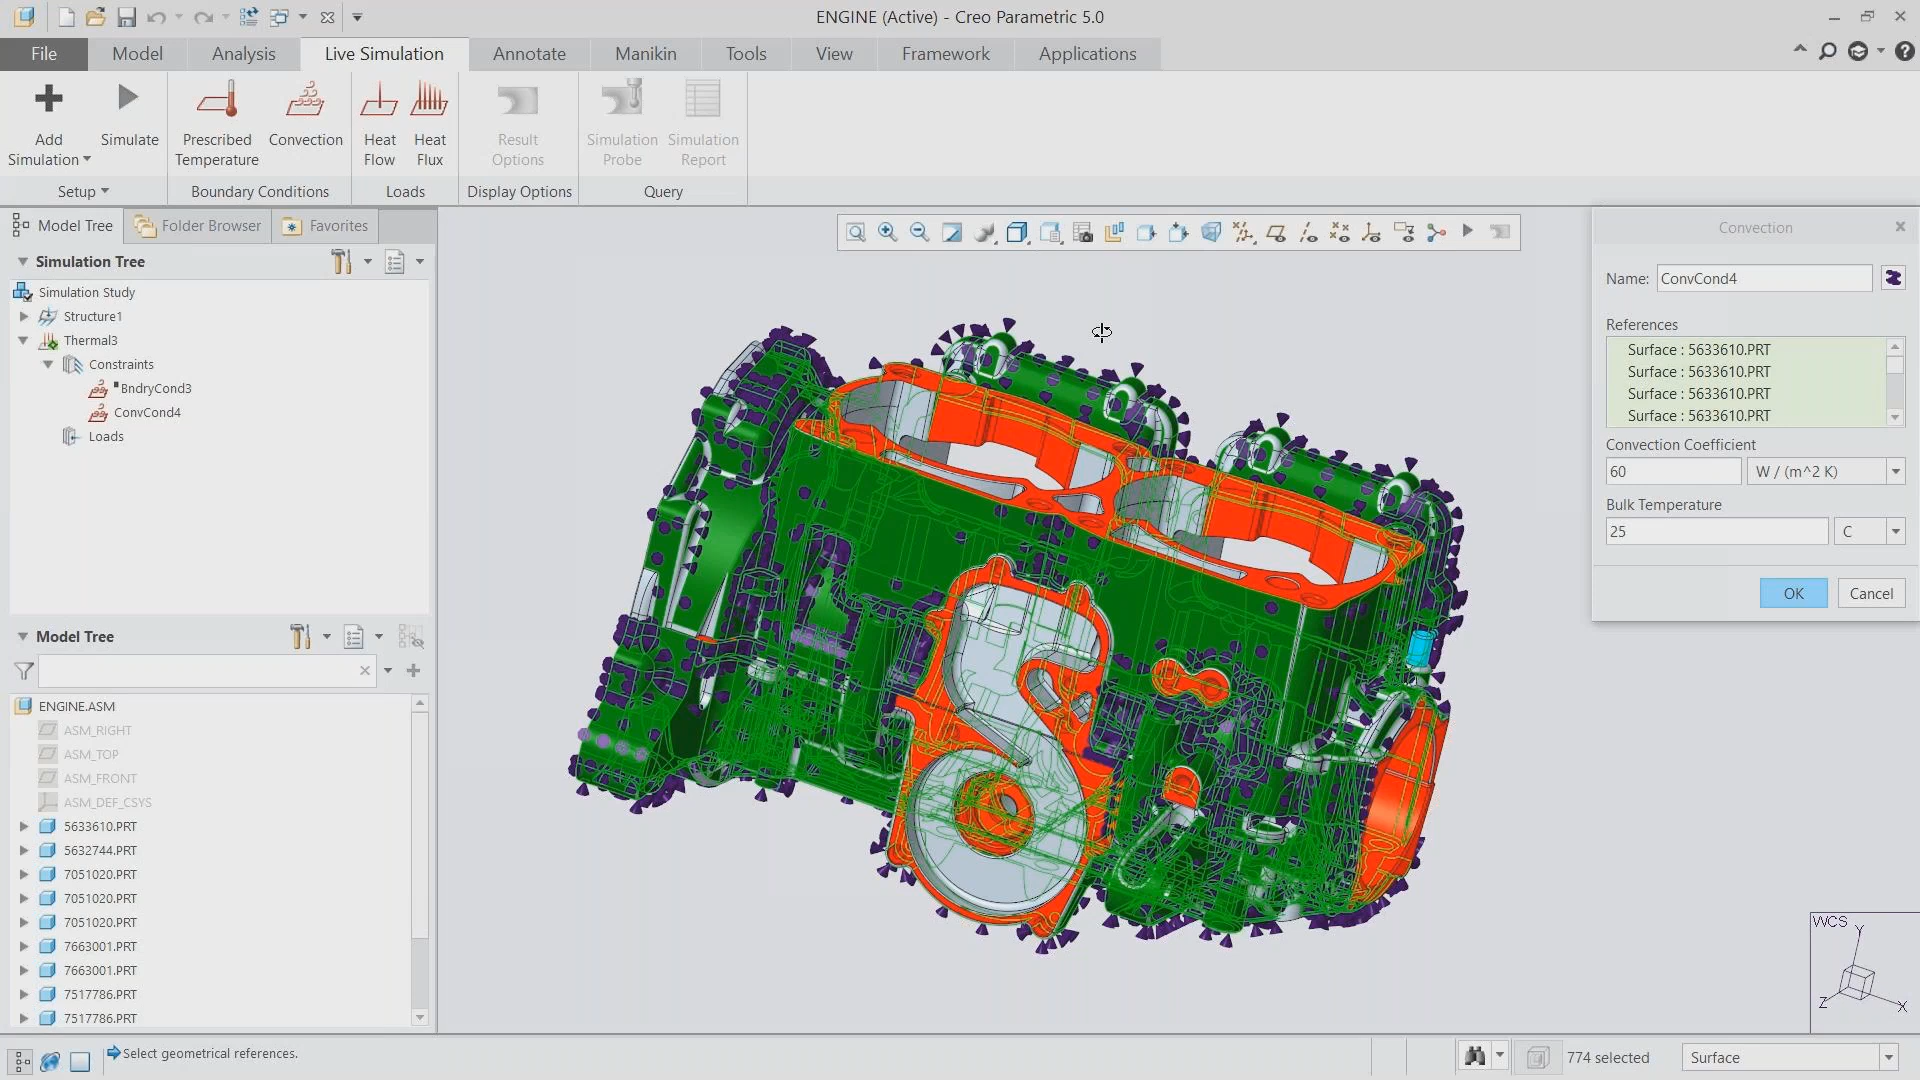 ENGINE (Active) - Creo Parametric 5.0
File
Model
Analysis
Live Simulation
Annotate
Manikin
Tools
View
Framework
Applications
Add
Simulation
Simulate
Prescribed
Temperature
Convection
Heat
Flow
Heat
Flux
Result
Options
Simulation
Probe
Simulation
Report
Setup
Boundary Conditions
Loads
Display Options
Query
Model Tree
Folder Browser
Favorites
Simulation Tree
Simulation Study
Structure1
Thermal3
Constraints
BndryCond3
ConvCond4
Loads
Model Tree
ENGINE.ASM
ASM_RIGHT
ASM_TOP
ASM_FRONT
ASM_DEF_CSYS
5633610.PRT
5632744.PRT
7051020.PRT
7051020.PRT
7051020.PRT
7663001.PRT
7663001.PRT
7517786.PRT
7517786.PRT
Convection
Name: ConvCond4
References
Surface : 5633610.PRT
Surface : 5633610.PRT
Surface : 5633610.PRT
Surface : 5633610.PRT
Convection Coefficient
60 W / (m^2 K)
Bulk Temperature
25 C
OK Cancel
WCS
Y
Z
X
Select geometrical references.
774 selected
Surface